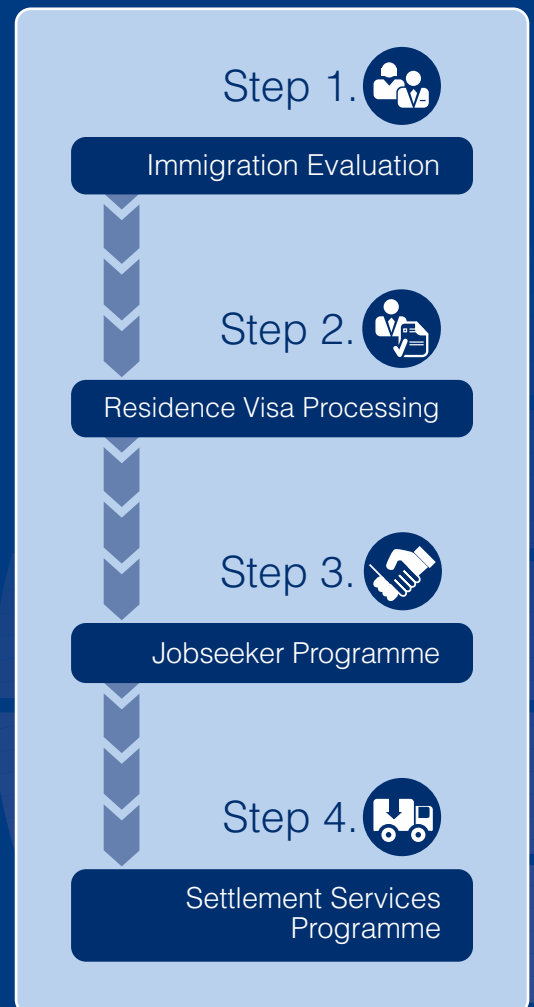 Step 1.
Immigration Evaluation
Step 2.
Residence Visa Processing
Step 3.
Jobseeker Programme
Step 4.
Settlement Services
Programme